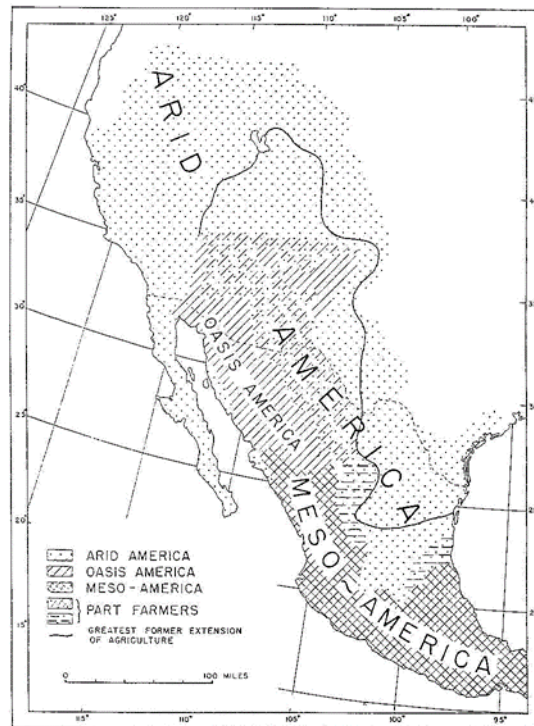 125° 120° 115° 110° 105° 100°
40°
35°
30°
25°
20°
15°
ARID
AMERICA
OASIS AMERICA
MESO-AMERICA
ARID AMERICA
OASIS AMERICA
MESO-AMERICA
PART FARMERS
GREATEST FORMER EXTENSION
OF AGRICULTURE
0 100 MILES
115° 110° 105° 100° 95°